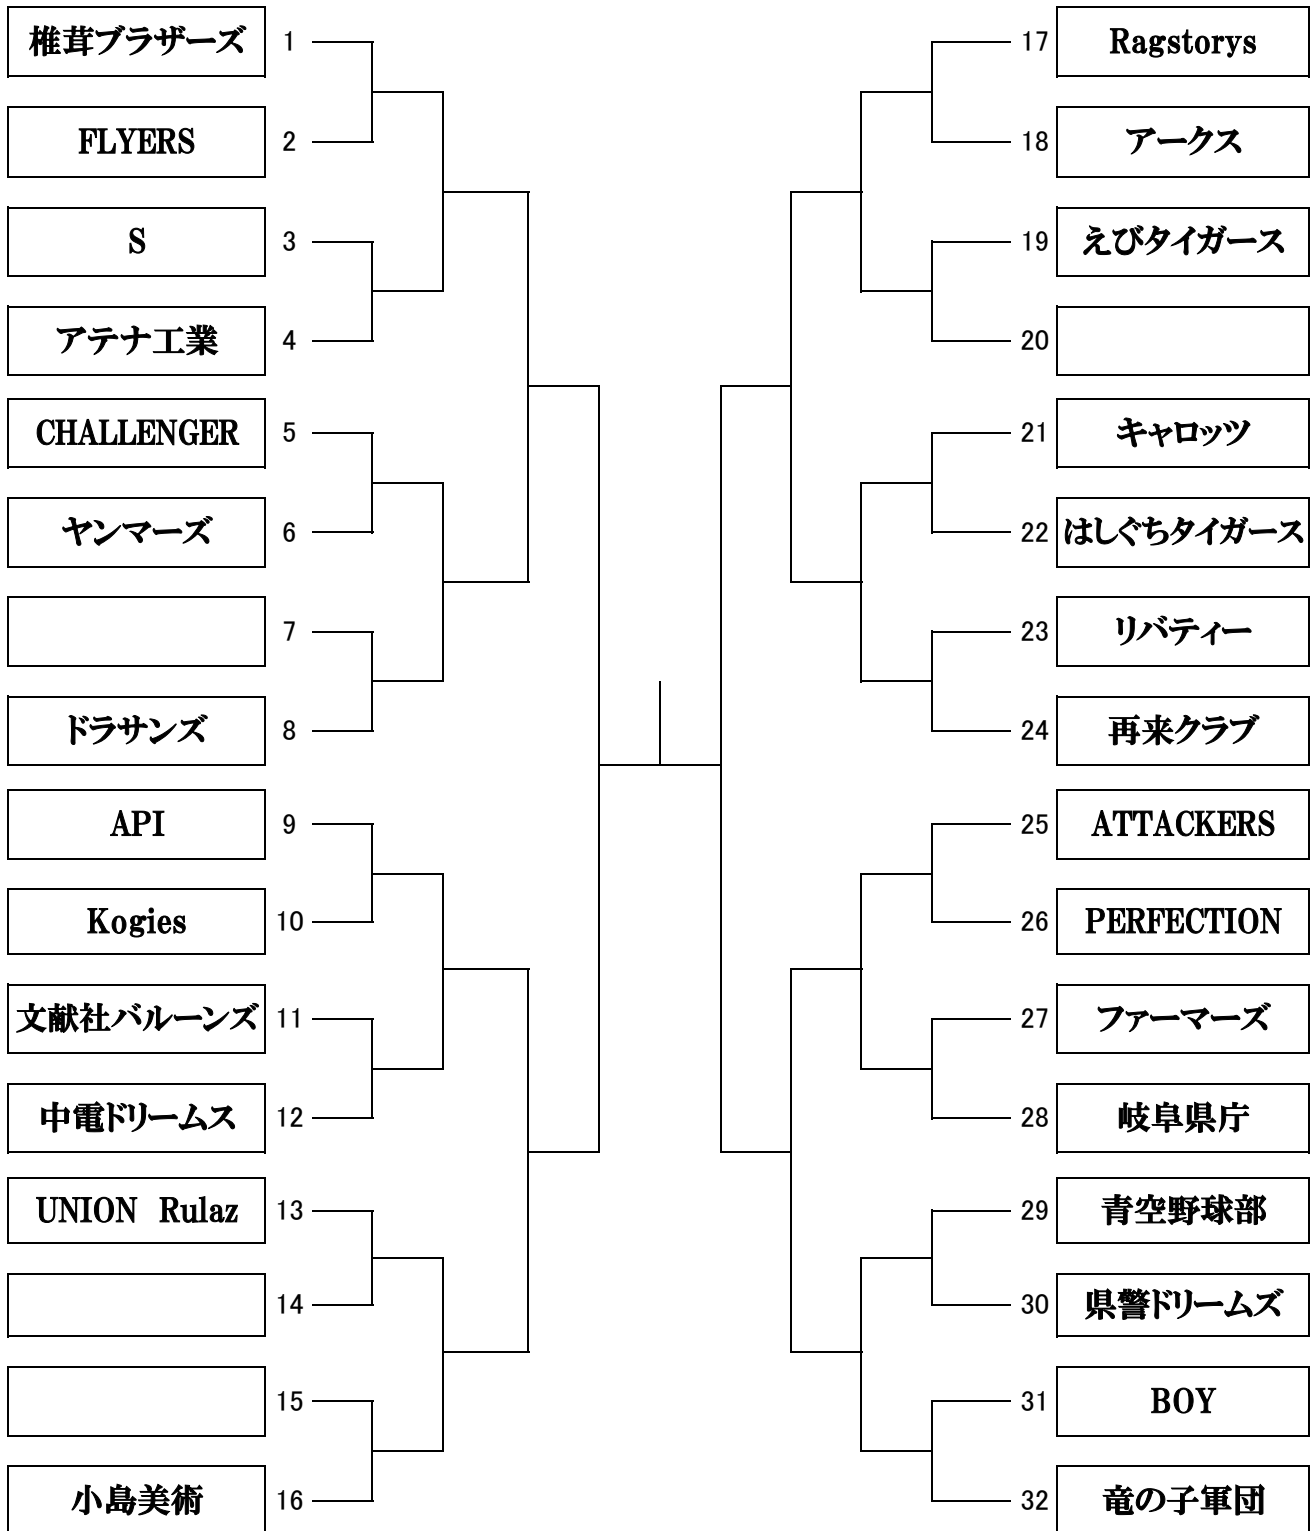 椎茸ブラザーズ 1
FLYERS 2
S 3
アテナ工業 4
CHALLENGER 5
ヤンマーズ 6
7
ドラサンズ 8
API 9
Kogies 10
文献社バルーンズ 11
中電ドリームス 12
UNION Rulaz 13
14
15
小島美術 16
17 Ragstorys
18 アークス
19 えびタイガース
20
21 キャロッツ
22 はしぐちタイガース
23 リバティー
24 再来クラブ
25 ATTACKERS
26 PERFECTION
27 ファーマーズ
28 岐阜県庁
29 青空野球部
30 県警ドリームズ
31 BOY
32 竜の子軍団